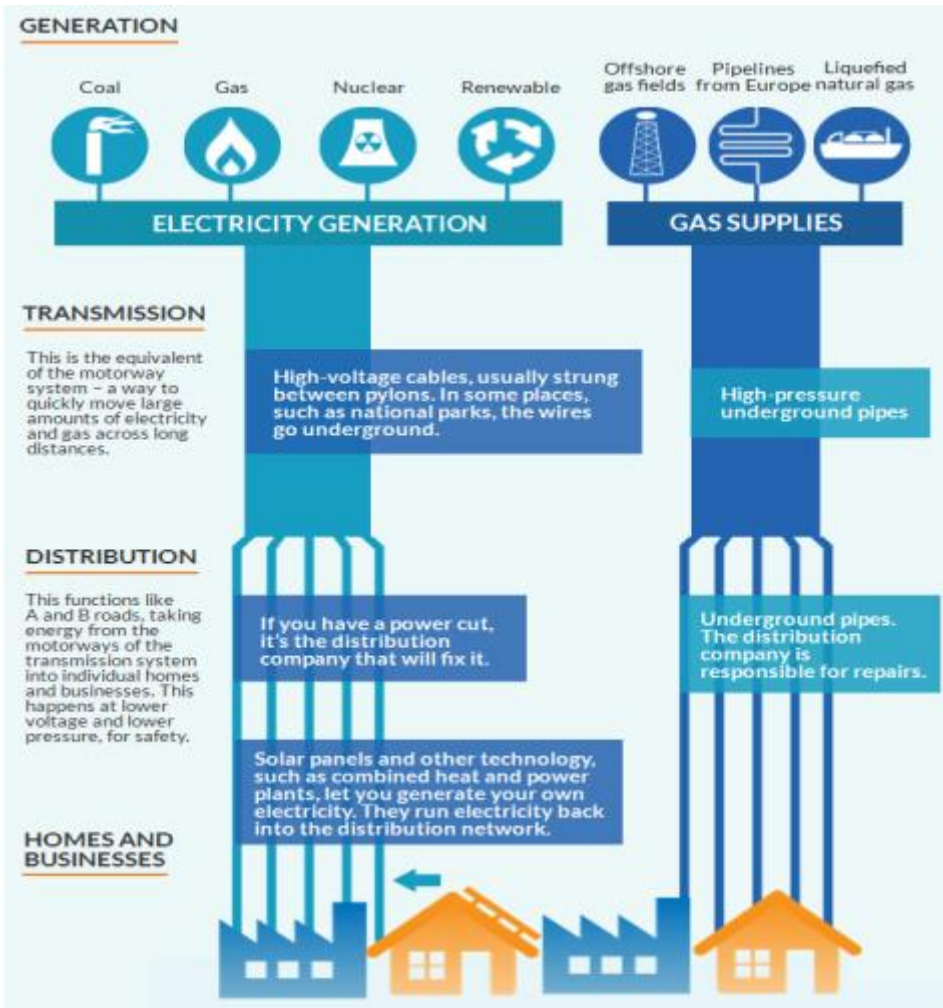 GENERATION
Coal
Gas
Nuclear
Renewable
Offshore
gas fields
Pipelines
from Europe
Liquefied
natural gas
ELECTRICITY GENERATION
GAS SUPPLIES
TRANSMISSION
This is the equivalent
of the motorway
system – a way to
quickly move large
amounts of electricity
and gas across long
distances.
High-voltage cables, usually strung
between pylons. In some places,
such as national parks, the wires
go underground.
High-pressure
underground pipes
DISTRIBUTION
This functions like
A and B roads, taking
energy from the
motorways of the
transmission system
into individual homes
and businesses. This
happens at lower
voltage and lower
pressure, for safety.
If you have a power cut,
it's the distribution
company that will fix it.
Underground pipes.
The distribution
company is
responsible for repairs.
Solar panels and other technology,
such as combined heat and power
plants, let you generate your own
electricity. They run electricity back
into the distribution network.
HOMES AND
BUSINESSES